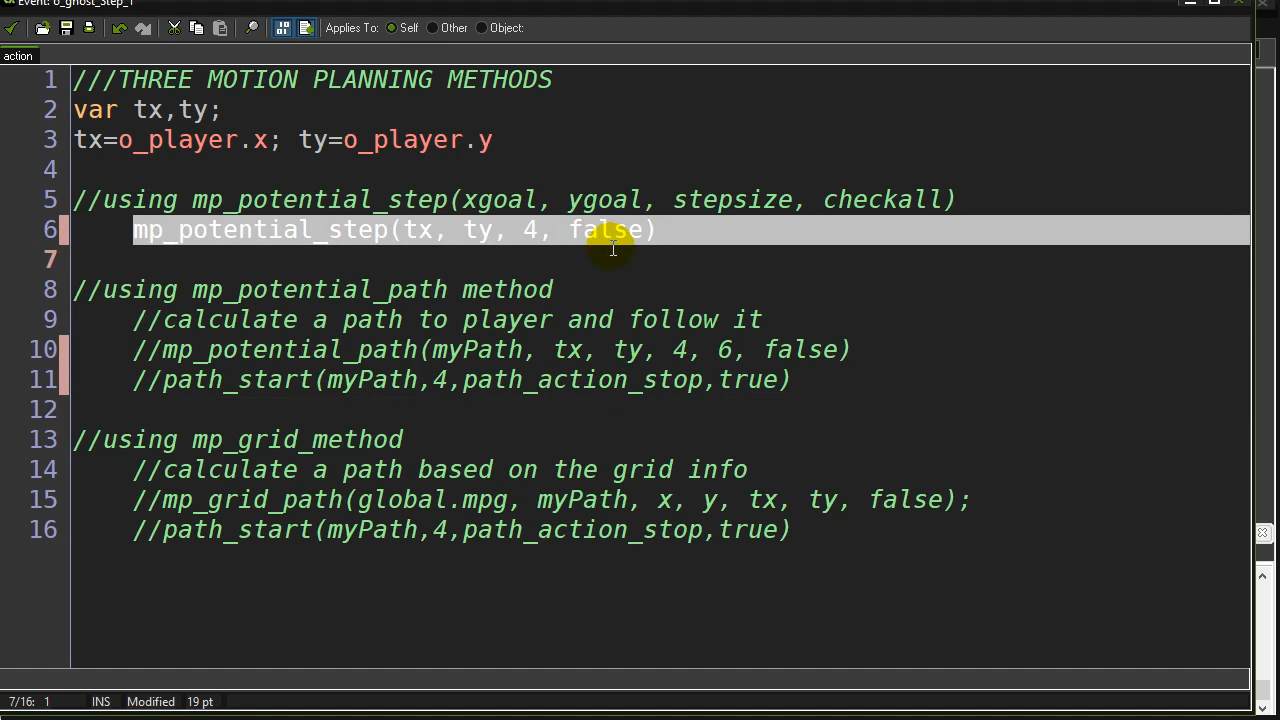 Event: o_ghost_Step_1
Applies To: Self Other Object:
action
1 ///THREE MOTION PLANNING METHODS
2 var tx,ty;
3 tx=o_player.x; ty=o_player.y
4
5 //using mp_potential_step(xgoal, ygoal, stepsize, checkall)
6 mp_potential_step(tx, ty, 4, false)
7
8 //using mp_potential_path method
9 //calculate a path to player and follow it
10 //mp_potential_path(myPath, tx, ty, 4, 6, false)
11 //path_start(myPath,4,path_action_stop,true)
12
13 //using mp_grid_method
14 //calculate a path based on the grid info
15 //mp_grid_path(global.mpg, myPath, x, y, tx, ty, false);
16 //path_start(myPath,4,path_action_stop,true)
7/16: 1 INS Modified 19 pt